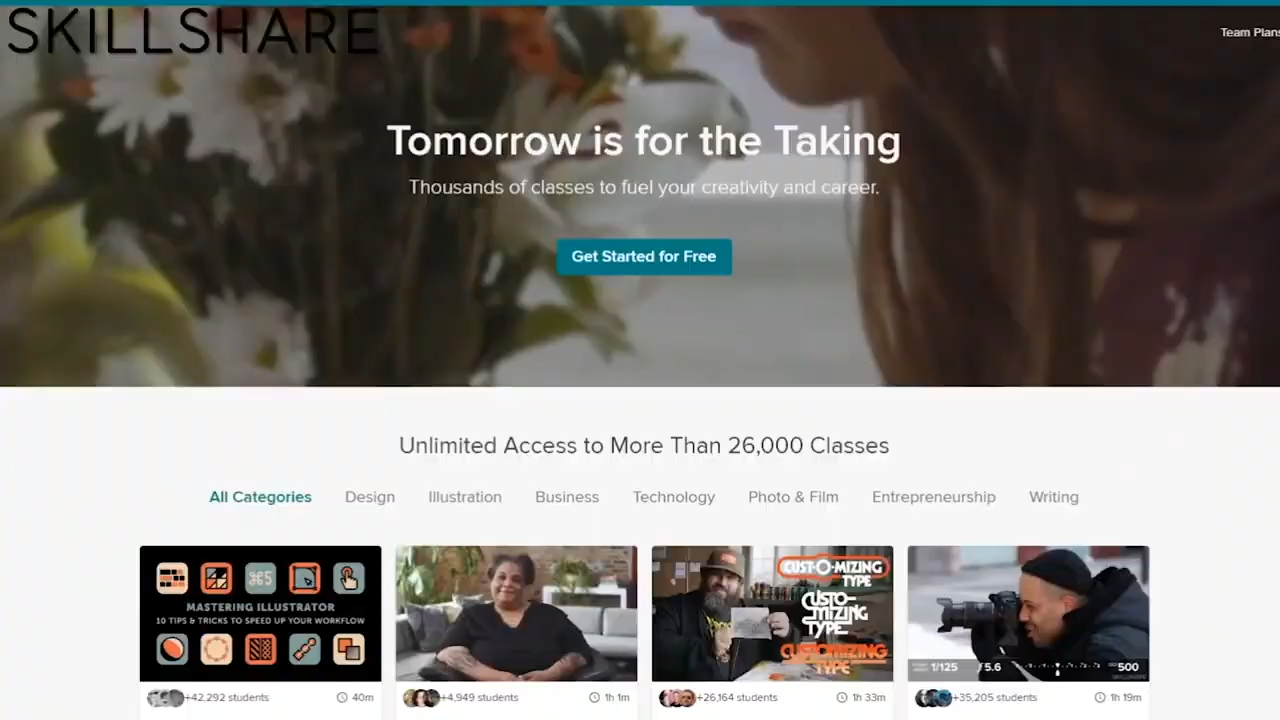 SKILLSHARE
Team Plans
Tomorrow is for the Taking
Thousands of classes to fuel your creativity and career.
Get Started for Free
Unlimited Access to More Than 26,000 Classes
All Categories Design Illustration Business Technology Photo & Film Entrepreneurship Writing
⌘5
MASTERING ILLUSTRATOR
10 TIPS & TRICKS TO SPEED UP YOUR WORKFLOW
CUST-O-MIZING
TYPE
CUSTO-
MIZING
TYPE
CUSTOMIZING
TYPE
1/125 /5.6 500
SKILLSHARE
+42,292 students 40m
+4,949 students 1h 1m
+26,164 students 1h 33m
+35,205 students 1h 19m